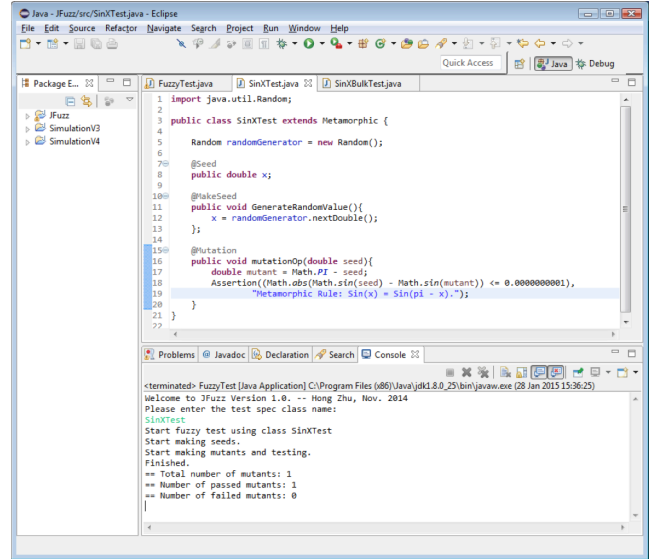 Java - JFuzz/src/SinXTest.java - Eclipse
File Edit Source Refactor Navigate Search Project Run Window Help
Quick Access Java Debug
Package E... FuzzyTest.java SinXTest.java SinXBulkTest.java
JFuzz
SimulationV3
SimulationV4
1 import java.util.Random;
2
3 public class SinXTest extends Metamorphic {
4
5 Random randomGenerator = new Random();
6
7 @Seed
8 public double x;
9
10 @MakeSeed
11 public void GenerateRandomValue(){
12 x = randomGenerator.nextDouble();
13 };
14
15 @Mutation
16 public void mutationOp(double seed){
17 double mutant = Math.PI - seed;
18 Assertion((Math.abs(Math.sin(seed) - Math.sin(mutant)) <= 0.0000000001),
19 "Metamorphic Rule: Sin(x) = Sin(pi - x).");
20 }
21 }
22
Problems @ Javadoc Declaration Search Console
<terminated> FuzzyTest [Java Application] C:\Program Files (x86)\Java\jdk1.8.0_25\bin\javaw.exe (28 Jan 2015 15:36:25)
Welcome to JFuzz Version 1.0. -- Hong Zhu, Nov. 2014
Please enter the test spec class name:
SinXTest
Start fuzzy test using class SinXTest
Start making seeds.
Start making mutants and testing.
Finished.
== Total number of mutants: 1
== Number of passed mutants: 1
== Number of failed mutants: 0